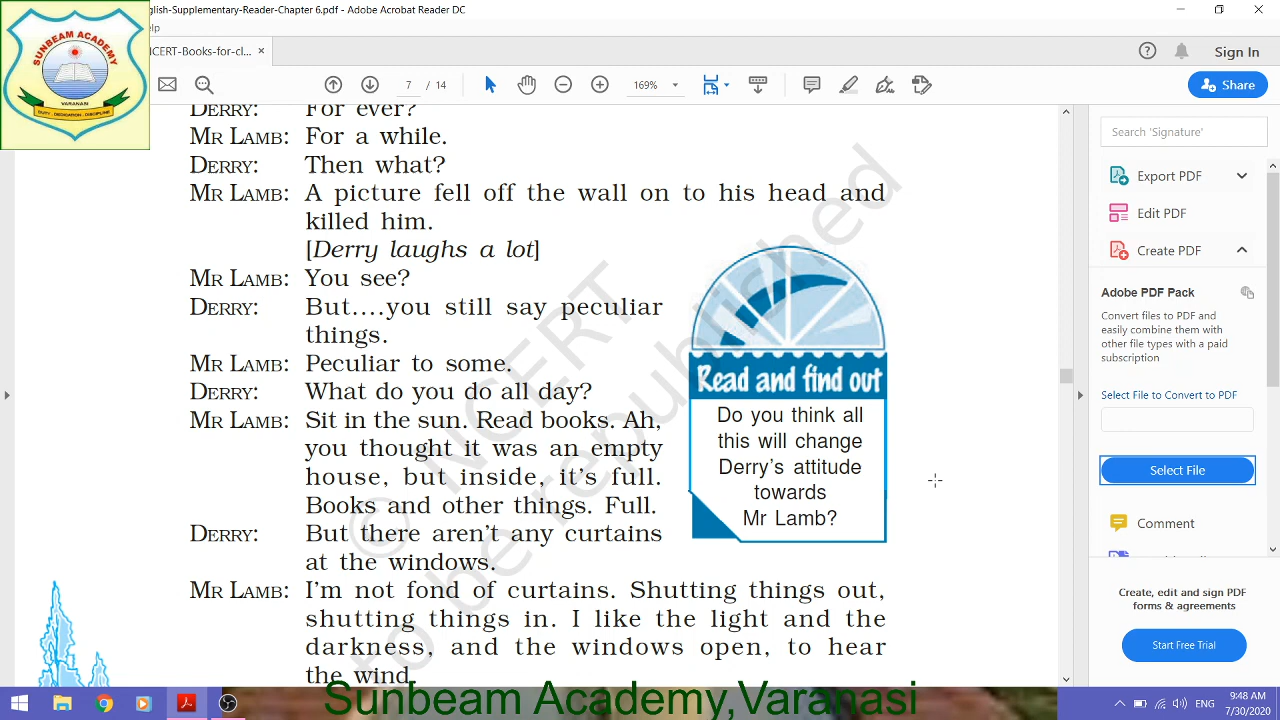 nglish-Supplementary-Reader-Chapter 6.pdf - Adobe Acrobat Reader DC
elp
SUNBEAM ACADEMY
VARANASI
DUTY - DEDICATION - DISCIPLINE
ICERT-Books-for-cl... ×
Sign In
7 / 14
169%
Share
DERRY: For ever?
MR LAMB: For a while.
DERRY: Then what?
MR LAMB: A picture fell off the wall on to his head and
killed him.
[Derry laughs a lot]
MR LAMB: You see?
DERRY: But....you still say peculiar
things.
MR LAMB: Peculiar to some.
DERRY: What do you do all day?
MR LAMB: Sit in the sun. Read books. Ah,
you thought it was an empty
house, but inside, it's full.
Books and other things. Full.
DERRY: But there aren't any curtains
at the windows.
MR LAMB: I'm not fond of curtains. Shutting things out,
shutting things in. I like the light and the
darkness, and the windows open, to hear
the wind
Read and find out
Do you think all
this will change
Derry's attitude
towards
Mr Lamb?
© NCERT
to be republished
Search 'Signature'
Export PDF
Edit PDF
Create PDF
Adobe PDF Pack
Convert files to PDF and
easily combine them with
other file types with a paid
subscription
Select File to Convert to PDF
Select File
Comment
Create, edit and sign PDF
forms & agreements
Start Free Trial
Sunbeam Academy,Varanasi
ENG
9:48 AM
7/30/2020